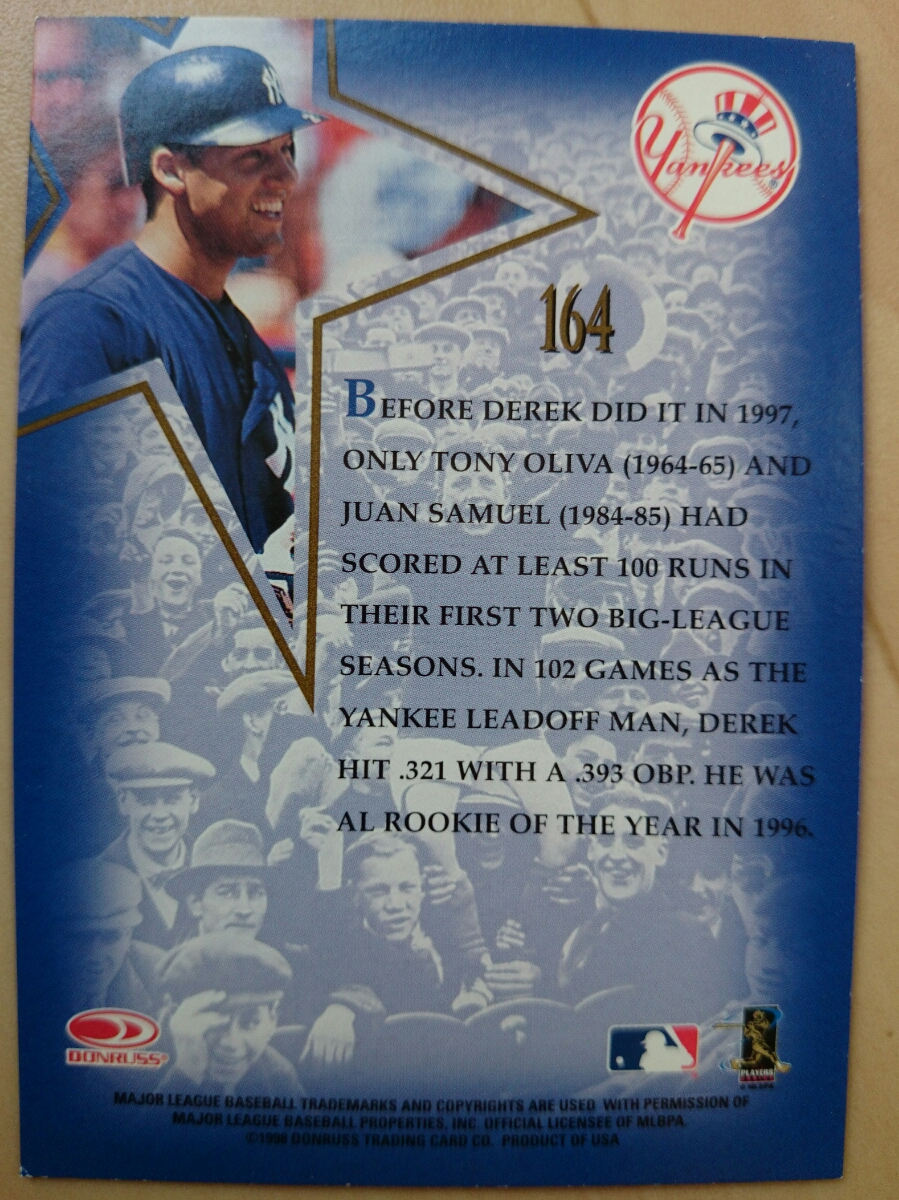 NY
Yankees
164
BEFORE DEREK DID IT IN 1997,
ONLY TONY OLIVA (1964-65) AND
JUAN SAMUEL (1984-85) HAD
SCORED AT LEAST 100 RUNS IN
THEIR FIRST TWO BIG-LEAGUE
SEASONS. IN 102 GAMES AS THE
YANKEE LEADOFF MAN, DEREK
HIT .321 WITH A .393 OBP. HE WAS
AL ROOKIE OF THE YEAR IN 1996.
DONRUSS®
PLAYERS
© MLBPA
MAJOR LEAGUE BASEBALL TRADEMARKS AND COPYRIGHTS ARE USED WITH PERMISSION OF
MAJOR LEAGUE BASEBALL PROPERTIES, INC. OFFICIAL LICENSEE OF MLBPA.
©1998 DONRUSS TRADING CARD CO. PRODUCT OF USA